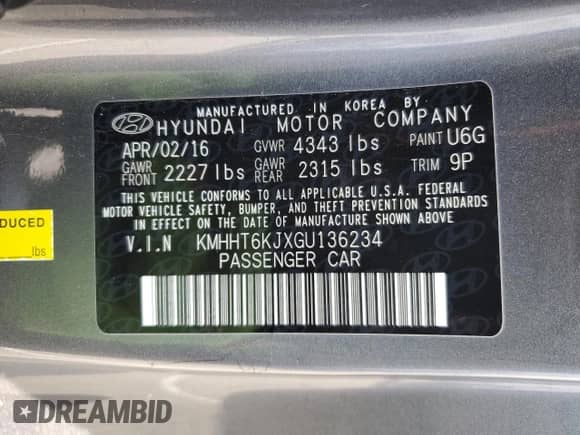 MANUFACTURED IN KOREA BY
HYUNDAI MOTOR COMPANY
APR/02/16 GVWR 4343 lbs PAINT U6G
GAWR FRONT 2227 lbs GAWR REAR 2315 lbs TRIM 9P
THIS VEHICLE CONFORMS TO ALL APPLICABLE U.S.A. FEDERAL
MOTOR VEHICLE SAFETY, BUMPER, AND THEFT PREVENTION STANDARDS
IN EFFECT ON THE DATE OF MANUFACTURE SHOWN ABOVE.
V.I.N KMHHT6KJXGU136234
PASSENGER CAR
DUCED
lbs
DREAMBID